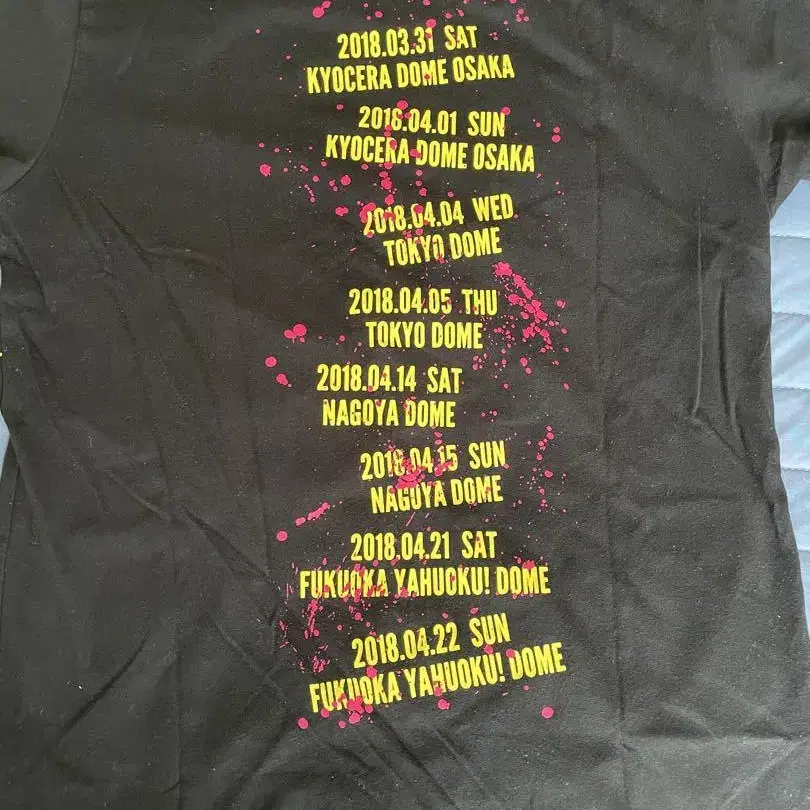 2018.03.31 SAT
KYOCERA DOME OSAKA
2018.04.01 SUN
KYOCERA DOME OSAKA
2018.04.04 WED
TOKYO DOME
2018.04.05 THU
TOKYO DOME
2018.04.14 SAT
NAGOYA DOME
2018.04.15 SUN
NAGOYA DOME
2018.04.21 SAT
FUKUOKA YAHUOKU! DOME
2018.04.22 SUN
FUKUOKA YAHUOKU! DOME